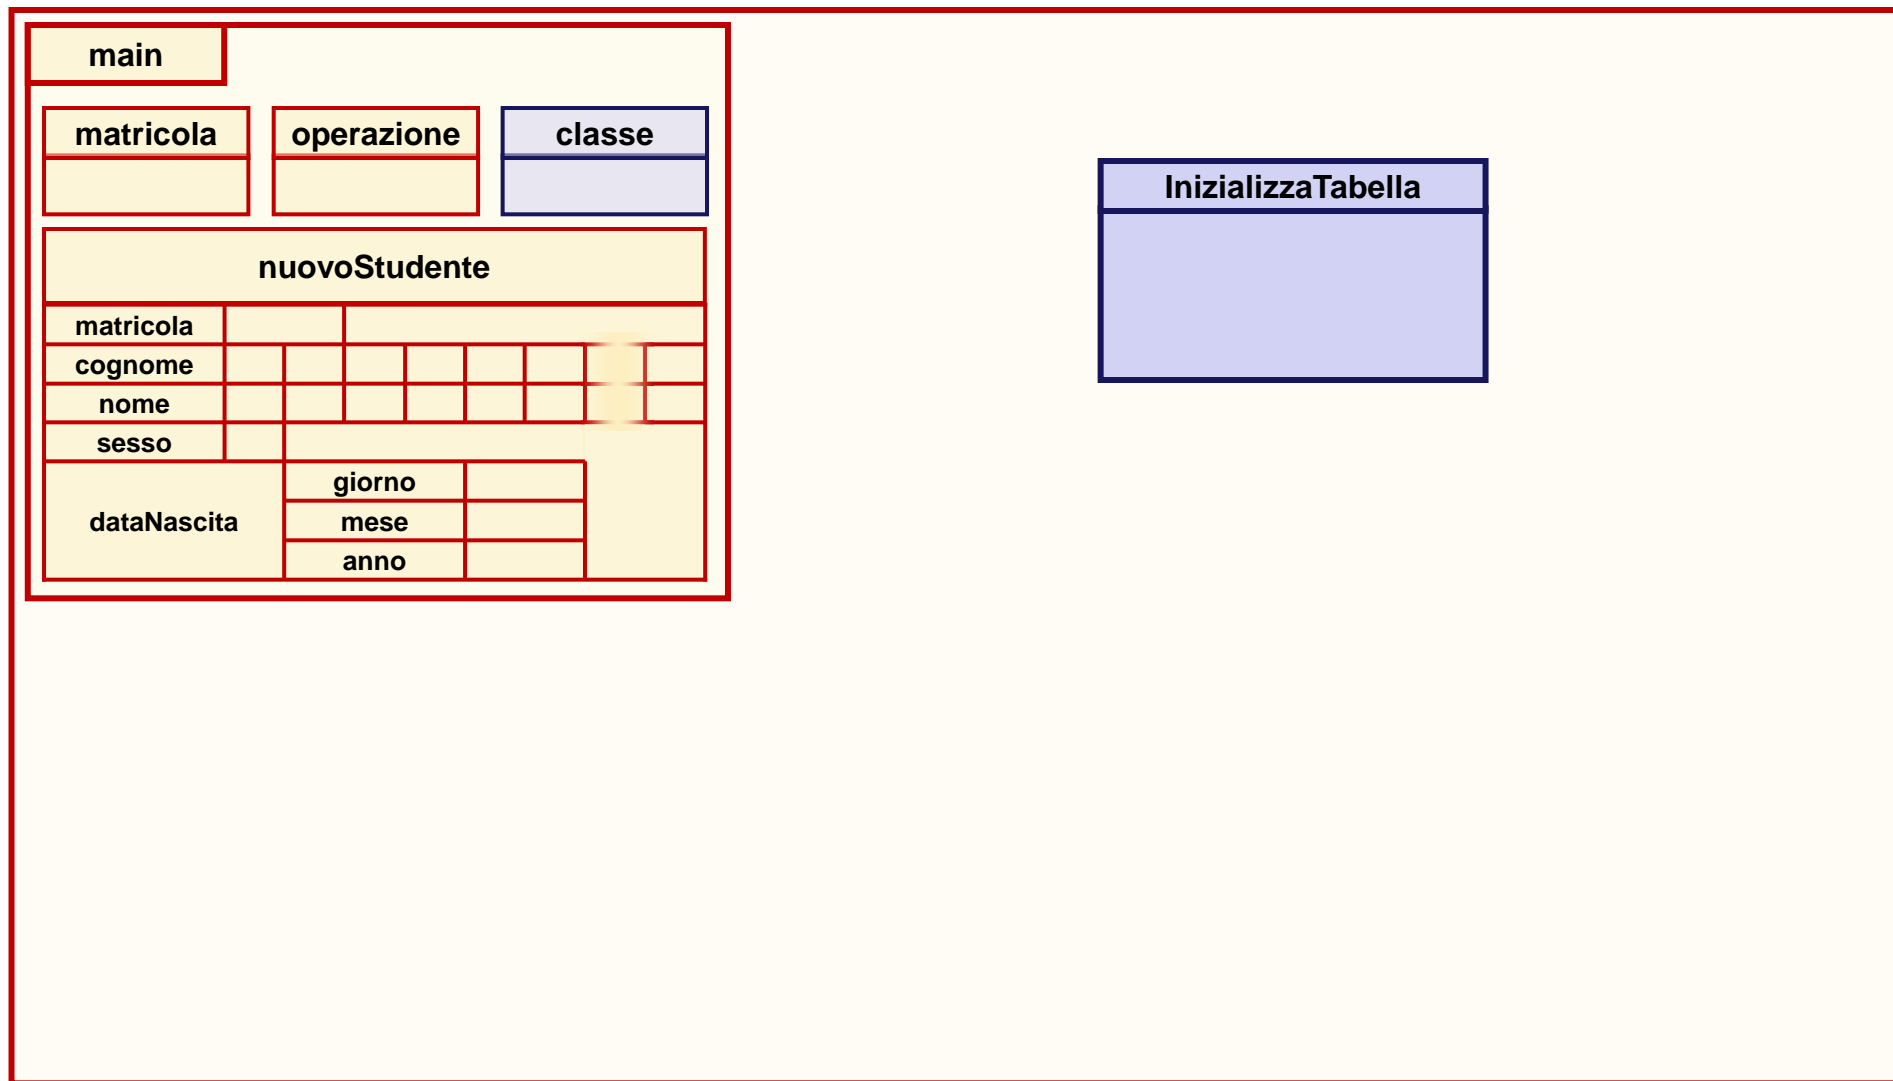 main
matricola operazione classe
InizializzaTabella
nuovoStudente
matricola
cognome
nome
sesso
dataNascita
giorno
mese
anno